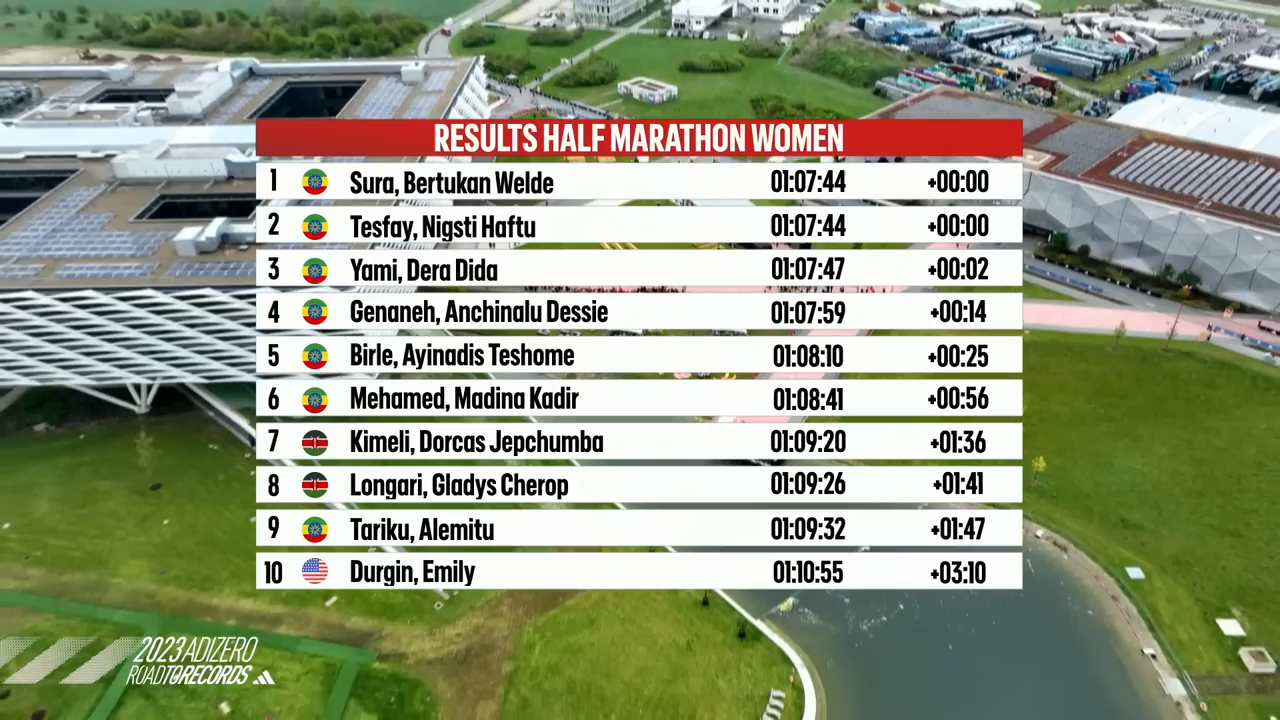 RESULTS HALF MARATHON WOMEN
1 Sura, Bertukan Welde 01:07:44 +00:00
2 Tesfay, Nigsti Haftu 01:07:44 +00:00
3 Yami, Dera Dida 01:07:47 +00:02
4 Genaneh, Anchinalu Dessie 01:07:59 +00:14
5 Birle, Ayinadis Teshome 01:08:10 +00:25
6 Mehamed, Madina Kadir 01:08:41 +00:56
7 Kimeli, Dorcas Jepchumba 01:09:20 +01:36
8 Longari, Gladys Cherop 01:09:26 +01:41
9 Tariku, Alemitu 01:09:32 +01:47
10 Durgin, Emily 01:10:55 +03:10
2023 ADIZERO
ROAD TO RECORDS